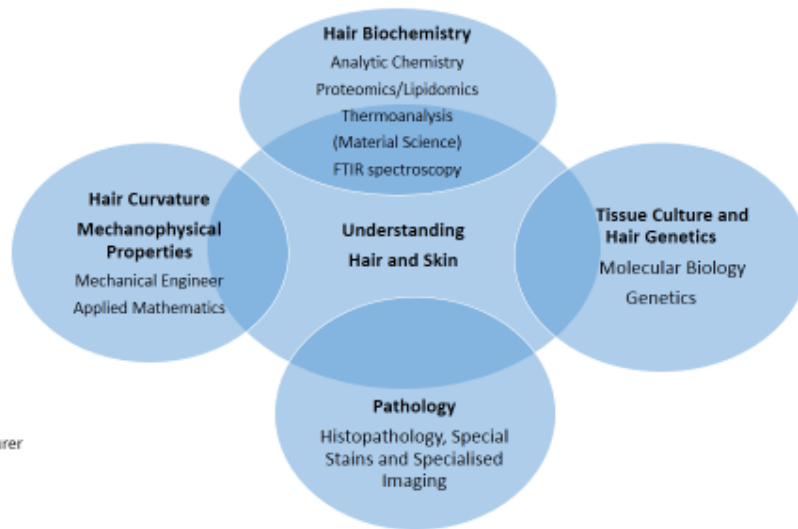 Hair Biochemistry
Analytic Chemistry
Proteomics/Lipidomics
Thermoanalysis
(Material Science)
FTIR spectroscopy
Hair Curvature
Mechanophysical
Properties
Mechanical Engineer
Applied Mathematics
Understanding
Hair and Skin
Tissue Culture and
Hair Genetics
Molecular Biology
Genetics
Pathology
Histopathology, Special
Stains and Specialised
Imaging